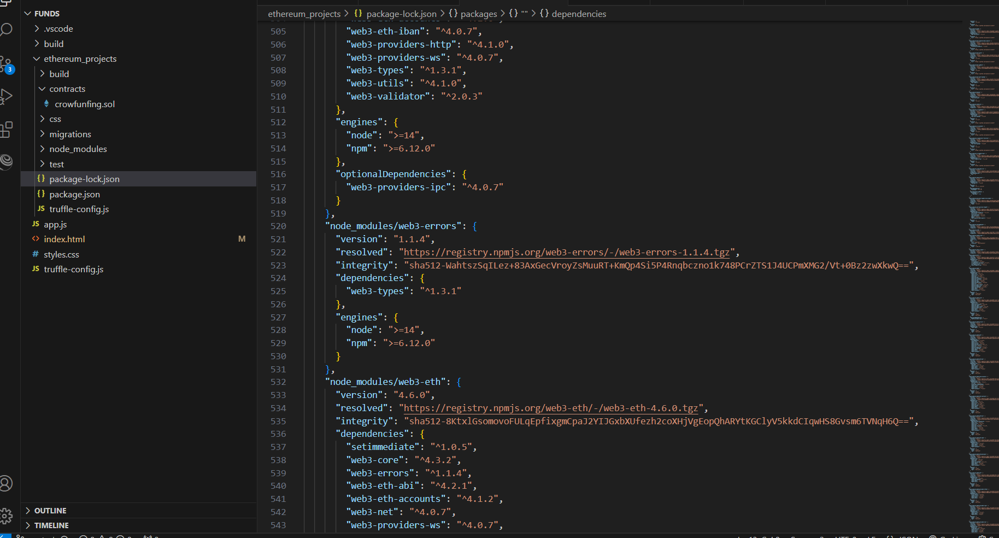 FUNDS
.vscode
build
ethereum_projects
build
contracts
crowfunfing.sol
css
migrations
node_modules
test
package-lock.json
package.json
truffle-config.js
app.js
index.html M
styles.css
truffle-config.js
OUTLINE
TIMELINE
3
ethereum_projects > {} package-lock.json > {} packages > {} "" > {} dependencies
505 "web3-eth-iban": "^4.0.7",
506 "web3-providers-http": "^4.1.0",
507 "web3-providers-ws": "^4.0.7",
508 "web3-types": "^1.3.1",
509 "web3-utils": "^4.1.0",
510 "web3-validator": "^2.0.3"
511 },
512 "engines": {
513 "node": ">=14",
514 "npm": ">=6.12.0"
515 },
516 "optionalDependencies": {
517 "web3-providers-ipc": "^4.0.7"
518 }
519 },
520 "node_modules/web3-errors": {
521 "version": "1.1.4",
522 "resolved": "https://registry.npmjs.org/web3-errors/-/web3-errors-1.1.4.tgz",
523 "integrity": "sha512-WahtszSqILez+83AxGecVroyZsMuuRT+KmQp4Si5P4Rnqbczno1k748PCrZTS1J4UCPmXMG2/Vt+0Bz2zwXkwQ==",
524 "dependencies": {
525 "web3-types": "^1.3.1"
526 },
527 "engines": {
528 "node": ">=14",
529 "npm": ">=6.12.0"
530 }
531 },
532 "node_modules/web3-eth": {
533 "version": "4.6.0",
534 "resolved": "https://registry.npmjs.org/web3-eth/-/web3-eth-4.6.0.tgz",
535 "integrity": "sha512-8KtxlGsomovoFULqEpfixgmCpaJ2YIJGxbXUfezh2coXHjVgEopQhARYtKGClyV5kkdCIqwHS8Gvsm6TVNqH6Q==",
536 "dependencies": {
537 "setimmediate": "^1.0.5",
538 "web3-core": "^4.3.2",
539 "web3-errors": "^1.1.4",
540 "web3-eth-abi": "^4.2.1",
541 "web3-eth-accounts": "^4.1.2",
542 "web3-net": "^4.0.7",
543 "web3-providers-ws": "^4.0.7",